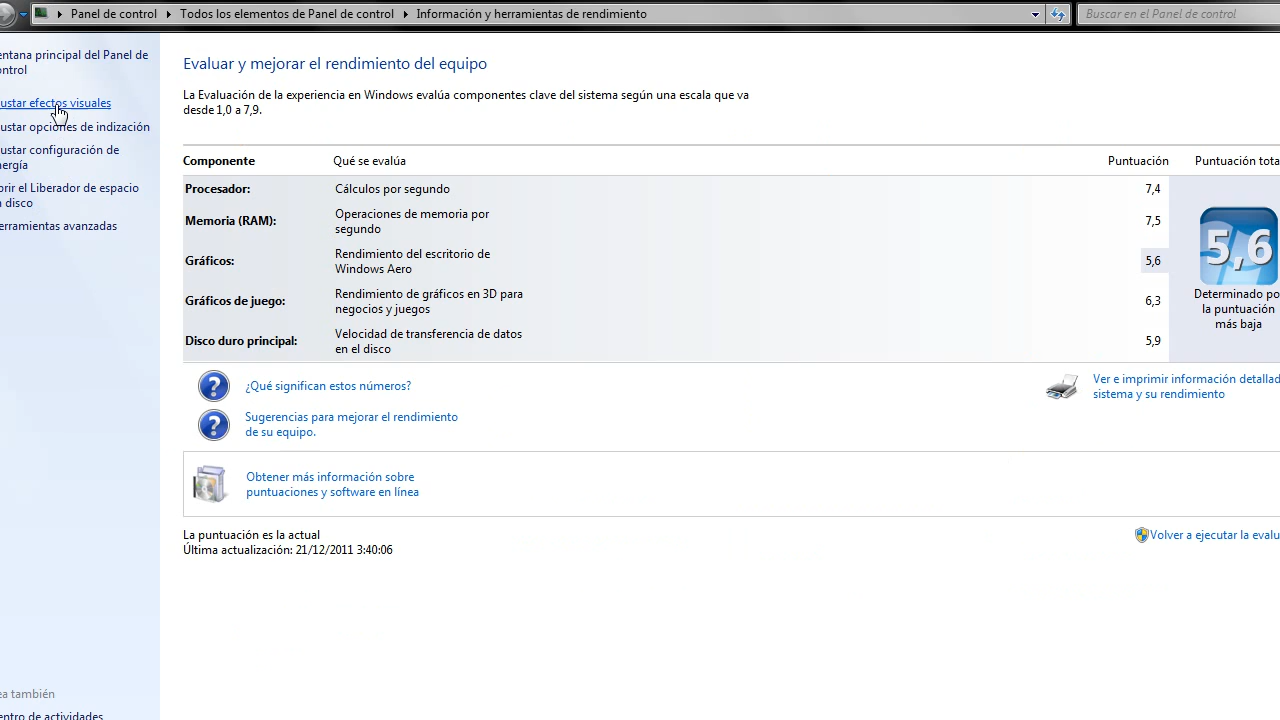 Panel de control
Todos los elementos de Panel de control
Información y herramientas de rendimiento
Buscar en el Panel de control
entana principal del Panel de
ontrol
ustar efectos visuales
ustar opciones de indización
ustar configuración de
nergía
brir el Liberador de espacio
n disco
erramientas avanzadas
Evaluar y mejorar el rendimiento del equipo
La Evaluación de la experiencia en Windows evalúa componentes clave del sistema según una escala que va
desde 1,0 a 7,9.
Componente Qué se evalúa Puntuación Puntuación tota
Procesador: Cálculos por segundo 7,4
Memoria (RAM): Operaciones de memoria por
segundo 7,5
Gráficos: Rendimiento del escritorio de
Windows Aero 5,6
Gráficos de juego: Rendimiento de gráficos en 3D para
negocios y juegos 6,3
Disco duro principal: Velocidad de transferencia de datos
en el disco 5,9
5,6
Determinado po
la puntuación
más baja
¿Qué significan estos números?
Sugerencias para mejorar el rendimiento
de su equipo.
Ver e imprimir información detallad
sistema y su rendimiento
Obtener más información sobre
puntuaciones y software en línea
La puntuación es la actual
Última actualización: 21/12/2011 3:40:06
Volver a ejecutar la evalu
ea también
entro de actividades